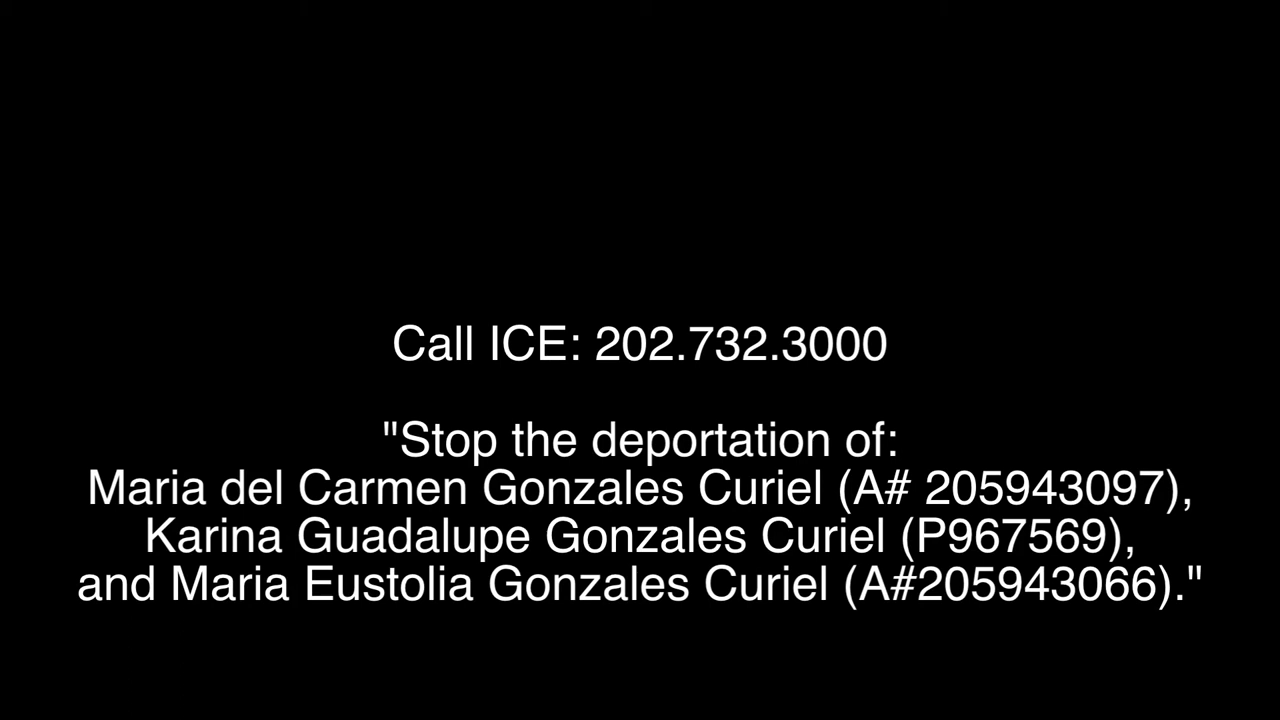 Call ICE: 202.732.3000
"Stop the deportation of:
Maria del Carmen Gonzales Curiel (A# 205943097),
Karina Guadalupe Gonzales Curiel (P967569),
and Maria Eustolia Gonzales Curiel (A#205943066)."